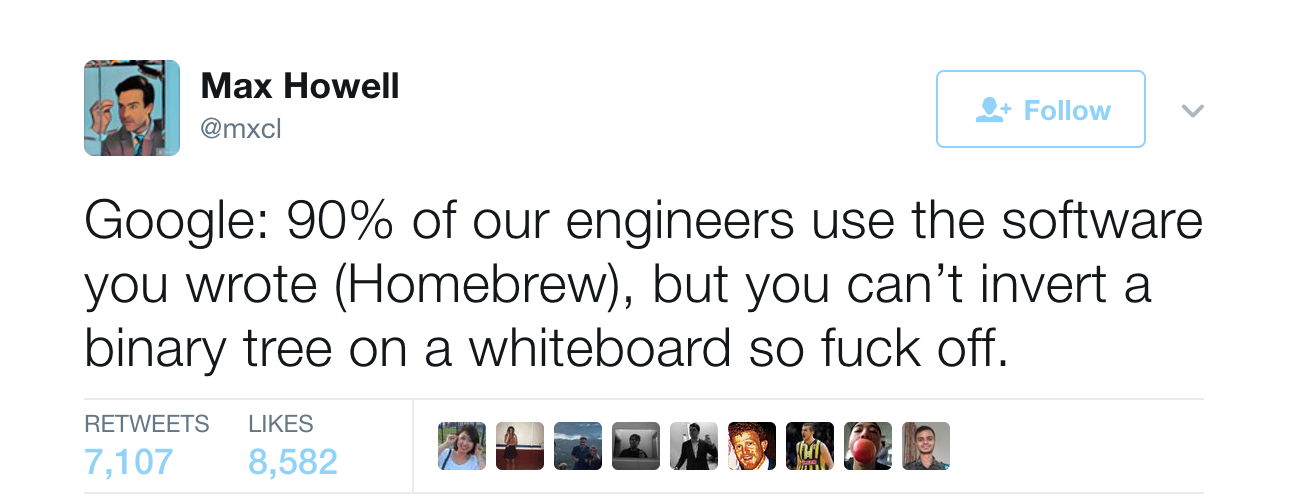 Max Howell
@mxcl
Follow
Google: 90% of our engineers use the software
you wrote (Homebrew), but you can’t invert a
binary tree on a whiteboard so fuck off.
RETWEETS LIKES
7,107 8,582